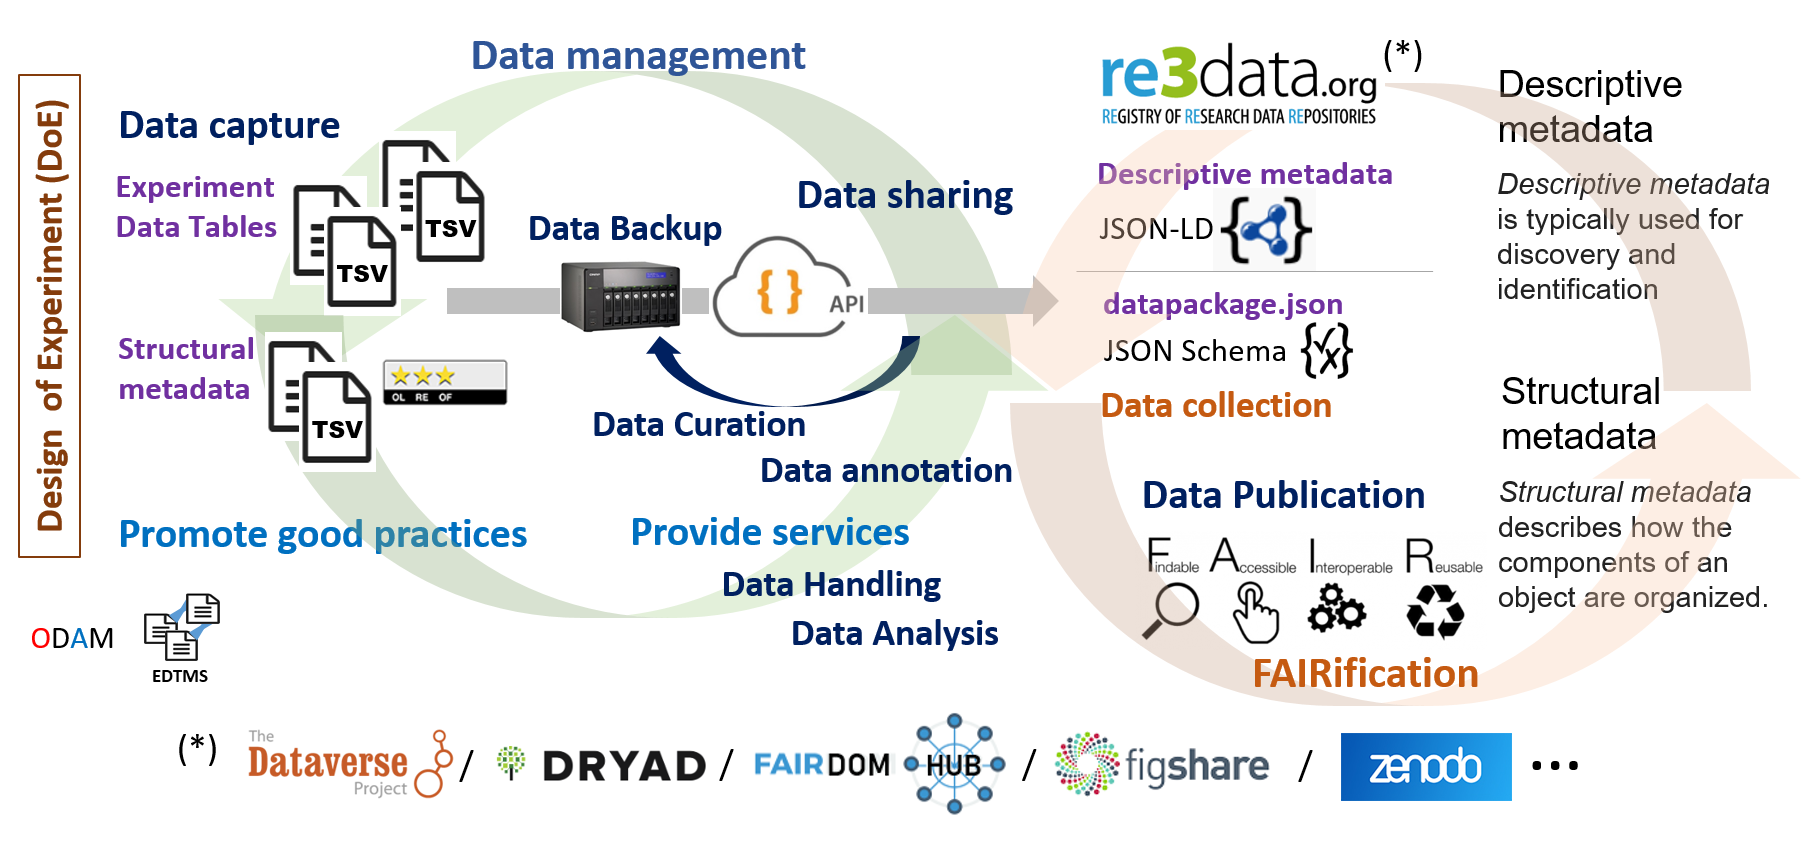 Data management
Design of Experiment (DoE)
Data capture
Experiment
Data Tables
TSV
TSV
Structural
metadata
TSV
OL RE OF
Promote good practices
ODAM
EDTMS
Data Backup
Data sharing
{ }
API
Data Curation
Data annotation
Provide services
Data Handling
Data Analysis
re3data.org
REGISTRY OF RESEARCH DATA REPOSITORIES
(*)
Descriptive metadata
JSON-LD
datapackage.json
JSON Schema
Data collection
Data Publication
Findable Accessible Interoperable Reusable
FAIRification
Descriptive
metadata
Descriptive metadata
is typically used for
discovery and
identification
Structural
metadata
Structural metadata
describes how the
components of an
object are organized.
(*) The Dataverse Project / DRYAD / FAIRDOM HUB / figshare / zenodo ...